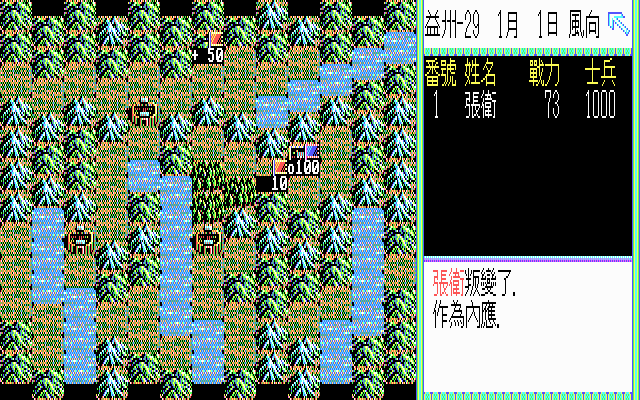 益州-29 1月 1日 風向
番號 姓名 戰力 士兵
1 張衛 73 1000
張衛叛變了.
作為內應.
+ 50
o100
10